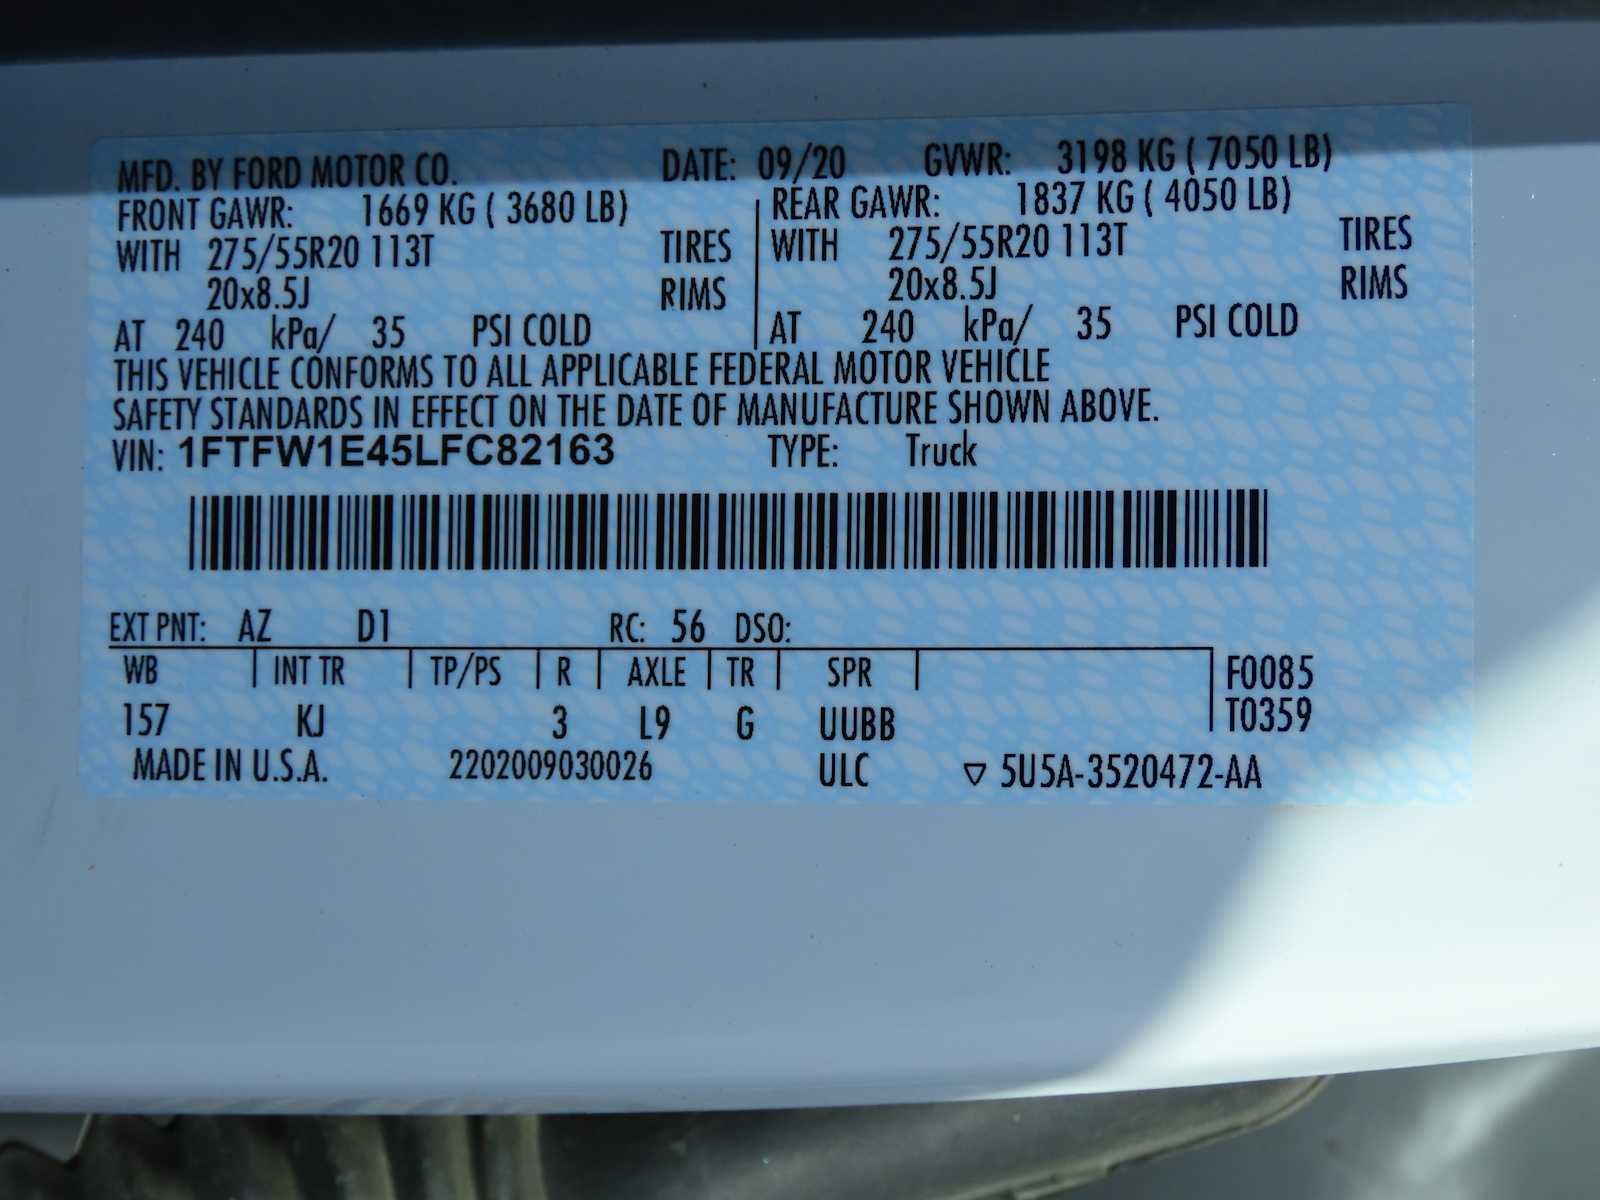 MFD. BY FORD MOTOR CO. DATE: 09/20 GVWR: 3198 KG ( 7050 LB)
FRONT GAWR: 1669 KG ( 3680 LB) REAR GAWR: 1837 KG ( 4050 LB)
WITH 275/55R20 113T TIRES WITH 275/55R20 113T TIRES
20x8.5J RIMS 20x8.5J RIMS
AT 240 kPa/ 35 PSI COLD AT 240 kPa/ 35 PSI COLD
THIS VEHICLE CONFORMS TO ALL APPLICABLE FEDERAL MOTOR VEHICLE
SAFETY STANDARDS IN EFFECT ON THE DATE OF MANUFACTURE SHOWN ABOVE.
VIN: 1FTFW1E45LFC82163 TYPE: Truck
EXT PNT: AZ D1 RC: 56 DSO:
WB INT TR TP/PS R AXLE TR SPR F0085
157 KJ 3 L9 G UUBB T0359
MADE IN U.S.A. 2202009030026 ULC ▽ 5U5A-3520472-AA